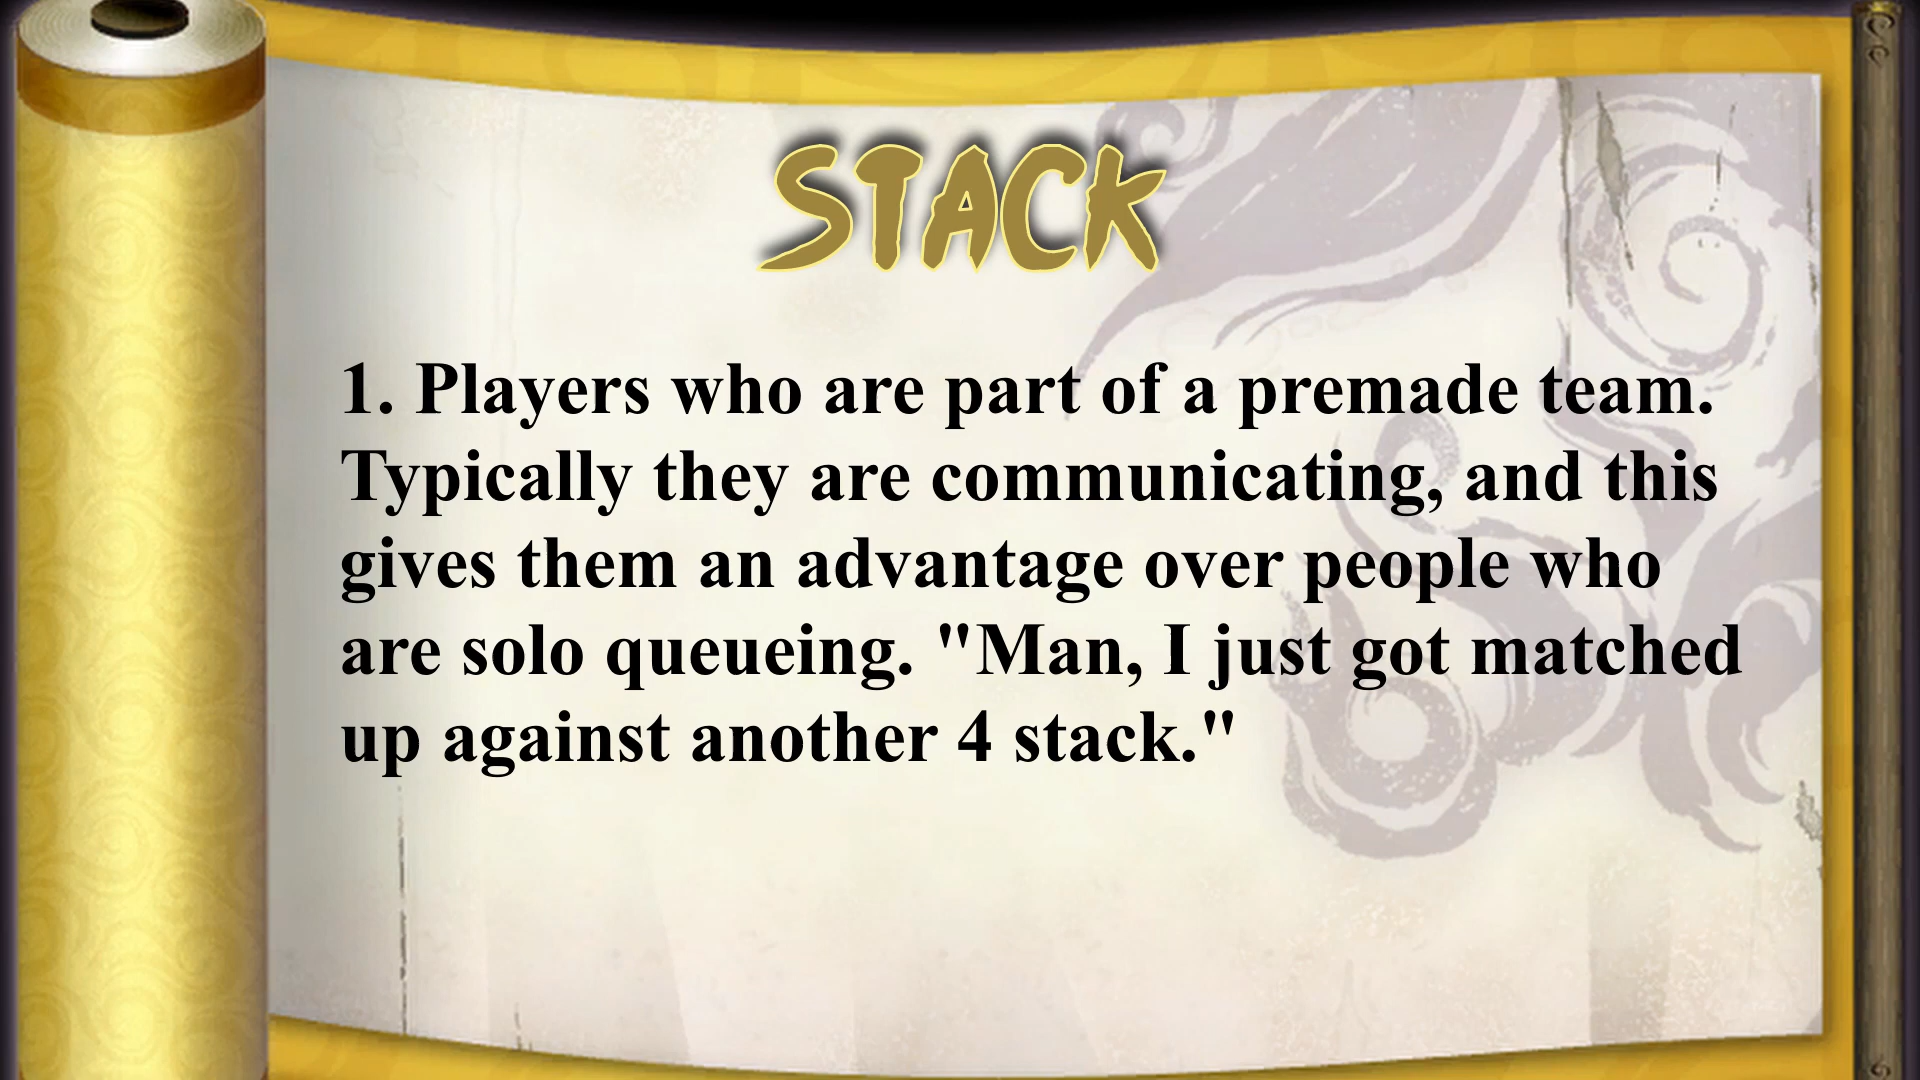 STACK
1. Players who are part of a premade team.
Typically they are communicating, and this
gives them an advantage over people who
are solo queueing. "Man, I just got matched
up against another 4 stack."